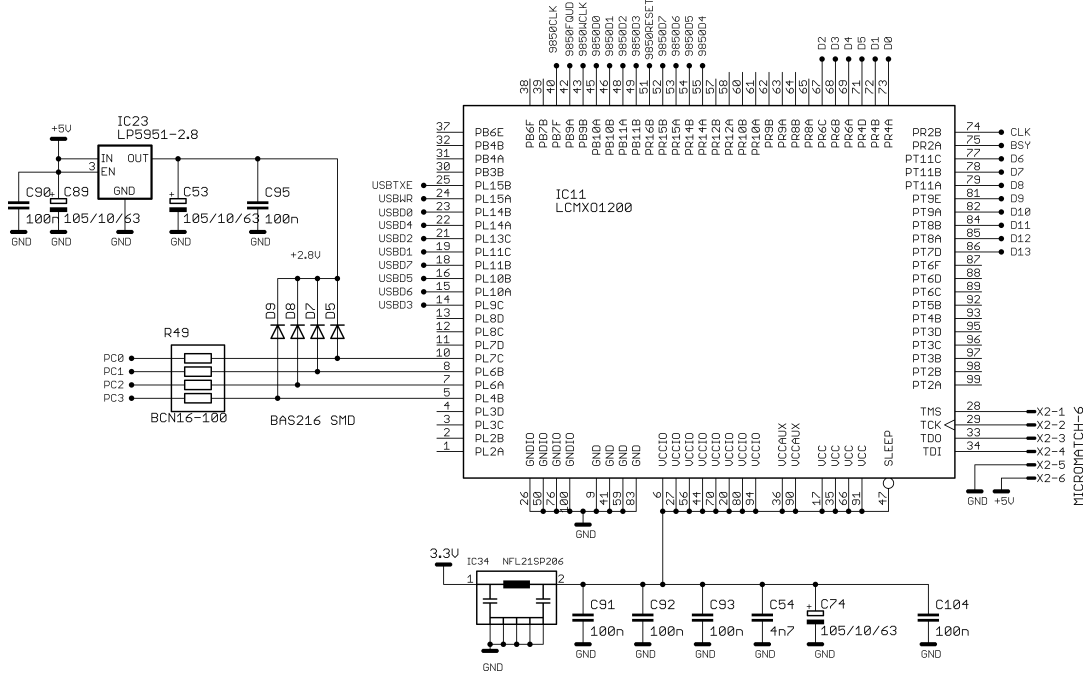 9850CLK
9850FQUD
9850WCLK
9850D0
9850D1
9850D2
9850D3
9850RESET
9850D7
9850D6
9850D5
9850D4
D2
D3
D4
D5
D1
D0
38
39
40
42
43
45
46
48
49
51
52
53
54
55
57
58
60
61
62
63
64
65
67
68
69
71
72
73
PB6F
PB7B
PB7F
PB9A
PB9B
PB10A
PB10B
PB11A
PB11B
PR16B
PR15B
PR15A
PR14B
PR14A
PR12B
PR12A
PR10B
PR10A
PR9B
PR9A
PR8B
PR8A
PR6C
PR6B
PR6A
PR4D
PR4B
PR4A
IC23
LP5951-2.8
+5V
IN OUT
3 EN
GND
C90
100n
C89
105/10/63
C53
105/10/63
C95
100n
GND
GND
GND
GND
GND
+2.8V
D9
D8
D7
D5
R49
PC0
PC1
PC2
PC3
BCN16-100
BAS216 SMD
IC11
LCMXO1200
37 PB6E
32 PB4B
31 PB4A
30 PB3B
USBTXE 25 PL15B
USBWR 24 PL15A
USBD0 23 PL14B
USBD4 22 PL14A
USBD2 21 PL13C
USBD1 19 PL11C
USBD7 18 PL11B
USBD5 16 PL10B
USBD6 15 PL10A
USBD3 14 PL9C
13 PL8D
12 PL8C
11 PL7D
10 PL7C
8 PL6B
7 PL6A
5 PL4B
4 PL3D
3 PL3C
2 PL2B
1 PL2A
PR2B 74 CLK
PR2A 75 BSY
PT11C 77 D6
PT11B 78 D7
PT11A 79 D8
PT9E 81 D9
PT9A 82 D10
PT8B 84 D11
PT8A 85 D12
PT7D 86 D13
PT6F 87
PT6D 88
PT6C 89
PT5B 92
PT4B 93
PT3D 95
PT3C 96
PT3B 97
PT2B 98
PT2A 99
TMS 28 X2-1
TCK 29 X2-2
TDO 33 X2-3
TDI 34 X2-4
X2-5
X2-6
GND +5V
MICROMATCH-6
GNDIO
GNDIO
GNDIO
GNDIO
GND
GND
GND
GND
VCCIO
VCCIO
VCCIO
VCCIO
VCCIO
VCCIO
VCCIO
VCCIO
VCCAUX
VCCAUX
VCC
VCC
VCC
VCC
SLEEP
26
50
76
100
9
41
59
83
6
27
56
44
70
20
80
94
36
90
17
35
66
91
47
GND
3.3V
IC34 NFL21SP206
1 2
GND
C91
100n
GND
C92
100n
GND
C93
100n
GND
C54
4n7
GND
C74
105/10/63
GND
C104
100n
GND